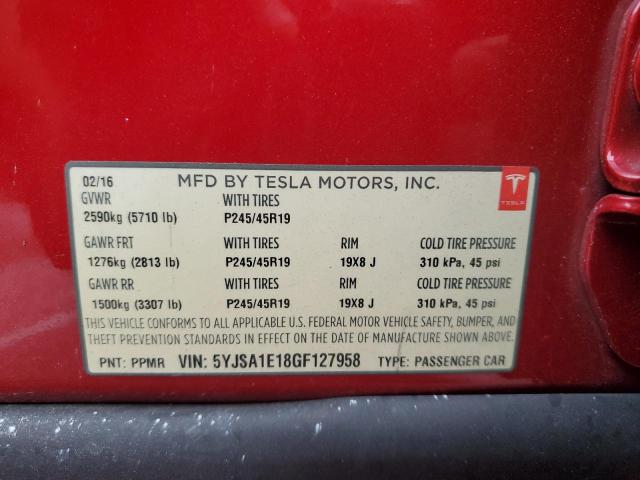 02/16 MFD BY TESLA MOTORS, INC.
GVWR WITH TIRES
TESLA
2590kg (5710 lb) P245/45R19
GAWR FRT WITH TIRES RIM COLD TIRE PRESSURE
1276kg (2813 lb) P245/45R19 19X8 J 310 kPa, 45 psi
GAWR RR WITH TIRES RIM COLD TIRE PRESSURE
1500kg (3307 lb) P245/45R19 19X8 J 310 kPa, 45 psi
THIS VEHICLE CONFORMS TO ALL APPLICABLE U.S. FEDERAL MOTOR VEHICLE SAFETY, BUMPER, AND
THEFT PREVENTION STANDARDS IN EFFECT ON THE DATE OF MANUFACTURE SHOWN ABOVE.
PNT: PPMR VIN: 5YJSA1E18GF127958 TYPE: PASSENGER CAR